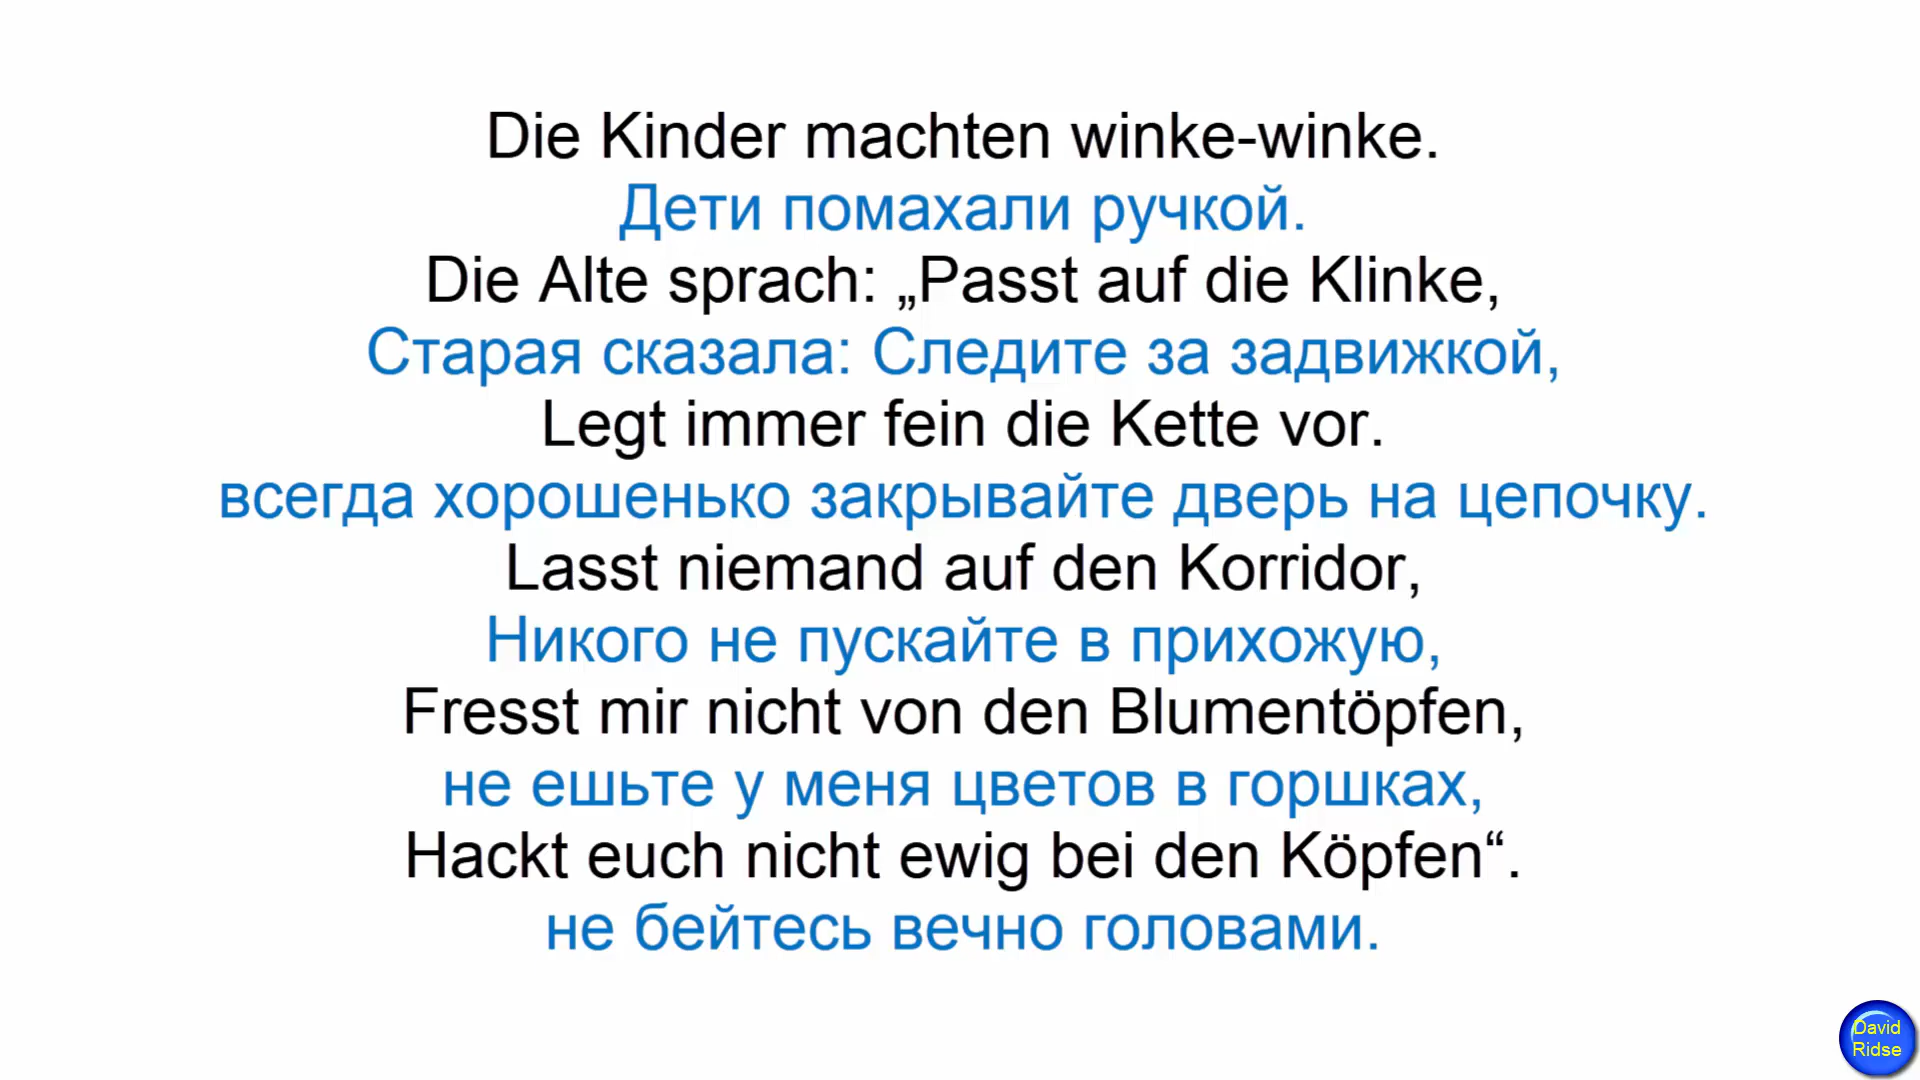 Die Kinder machten winke-winke.
Дети помахали ручкой.
Die Alte sprach: „Passt auf die Klinke,
Старая сказала: Следите за задвижкой,
Legt immer fein die Kette vor.
всегда хорошенько закрывайте дверь на цепочку.
Lasst niemand auf den Korridor,
Никого не пускайте в прихожую,
Fresst mir nicht von den Blumentöpfen,
не ешьте у меня цветов в горшках,
Hackt euch nicht ewig bei den Köpfen“.
не бейтесь вечно головами.
David
Ridse